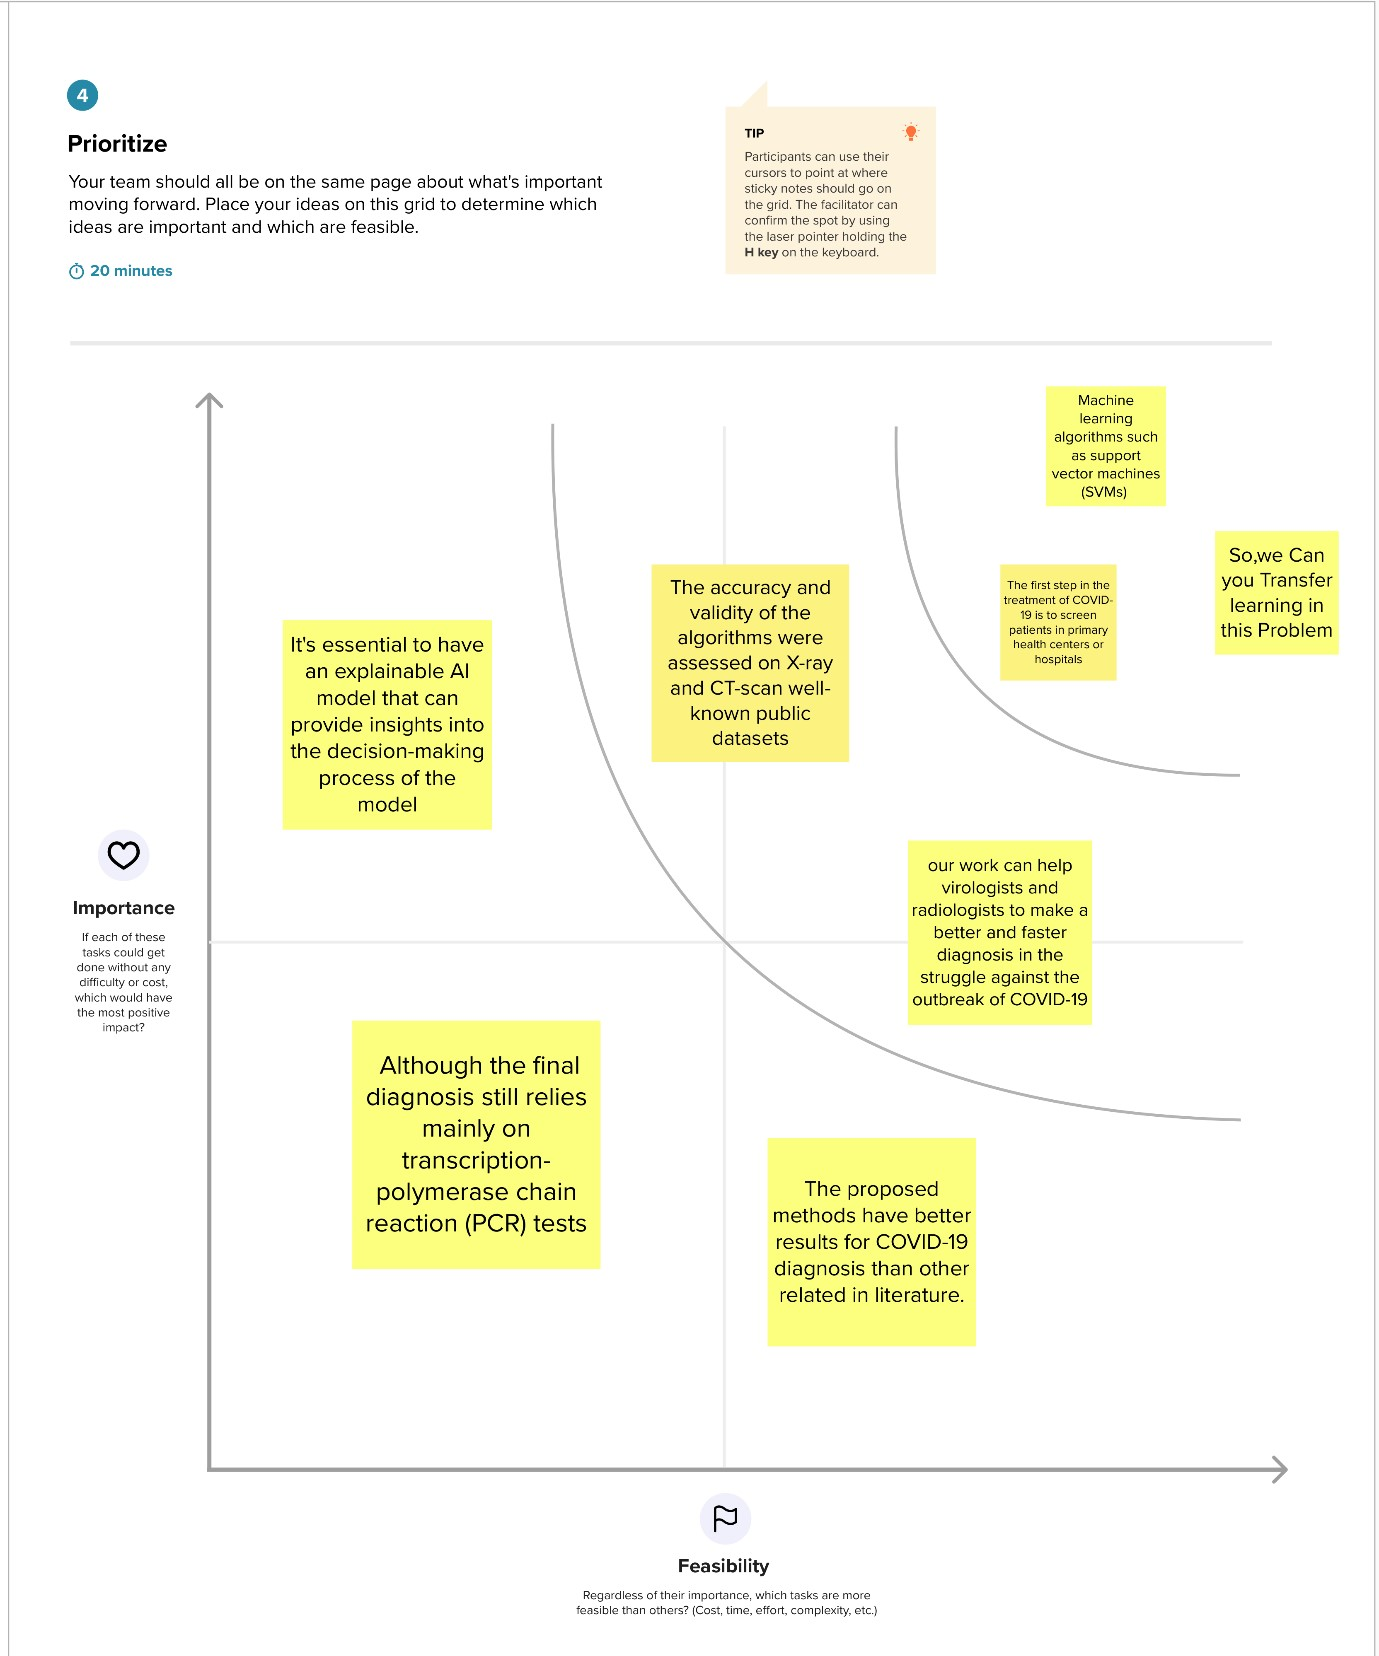 4
Prioritize
Your team should all be on the same page about what's important
moving forward. Place your ideas on this grid to determine which
ideas are important and which are feasible.
20 minutes
TIP
Participants can use their
cursors to point at where
sticky notes should go on
the grid. The facilitator can
confirm the spot by using
the laser pointer holding the
H key on the keyboard.
Machine
learning
algorithms such
as support
vector machines
(SVMs)
So,we Can
you Transfer
learning in
this Problem
The first step in the
treatment of COVID-
19 is to screen
patients in primary
health centers or
hospitals
The accuracy and
validity of the
algorithms were
assessed on X-ray
and CT-scan well-
known public
datasets
It's essential to have
an explainable AI
model that can
provide insights into
the decision-making
process of the
model
Importance
If each of these
tasks could get
done without any
difficulty or cost,
which would have
the most positive
impact?
our work can help
virologists and
radiologists to make a
better and faster
diagnosis in the
struggle against the
outbreak of COVID-19
Although the final
diagnosis still relies
mainly on
transcription-
polymerase chain
reaction (PCR) tests
The proposed
methods have better
results for COVID-19
diagnosis than other
related in literature.
Feasibility
Regardless of their importance, which tasks are more
feasible than others? (Cost, time, effort, complexity, etc.)